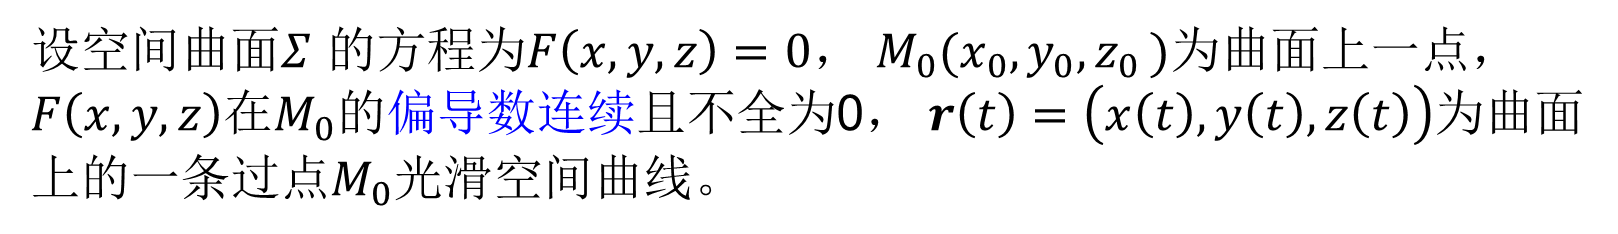 设空间曲面Σ 的方程为F(x, y, z) = 0， M₀(x₀, y₀, z₀ )为曲面上一点，
F(x, y, z)在M₀的偏导数连续且不全为0， r(t) = (x(t), y(t), z(t))为曲面
上的一条过点M₀光滑空间曲线。